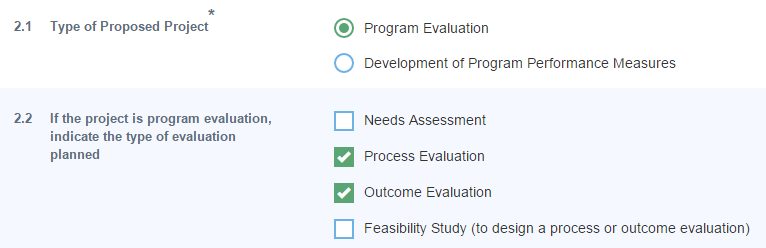 2.1 Type of Proposed Project* Program Evaluation
Development of Program Performance Measures
2.2 If the project is program evaluation, indicate the type of evaluation planned
Needs Assessment
Process Evaluation
Outcome Evaluation
Feasibility Study (to design a process or outcome evaluation)